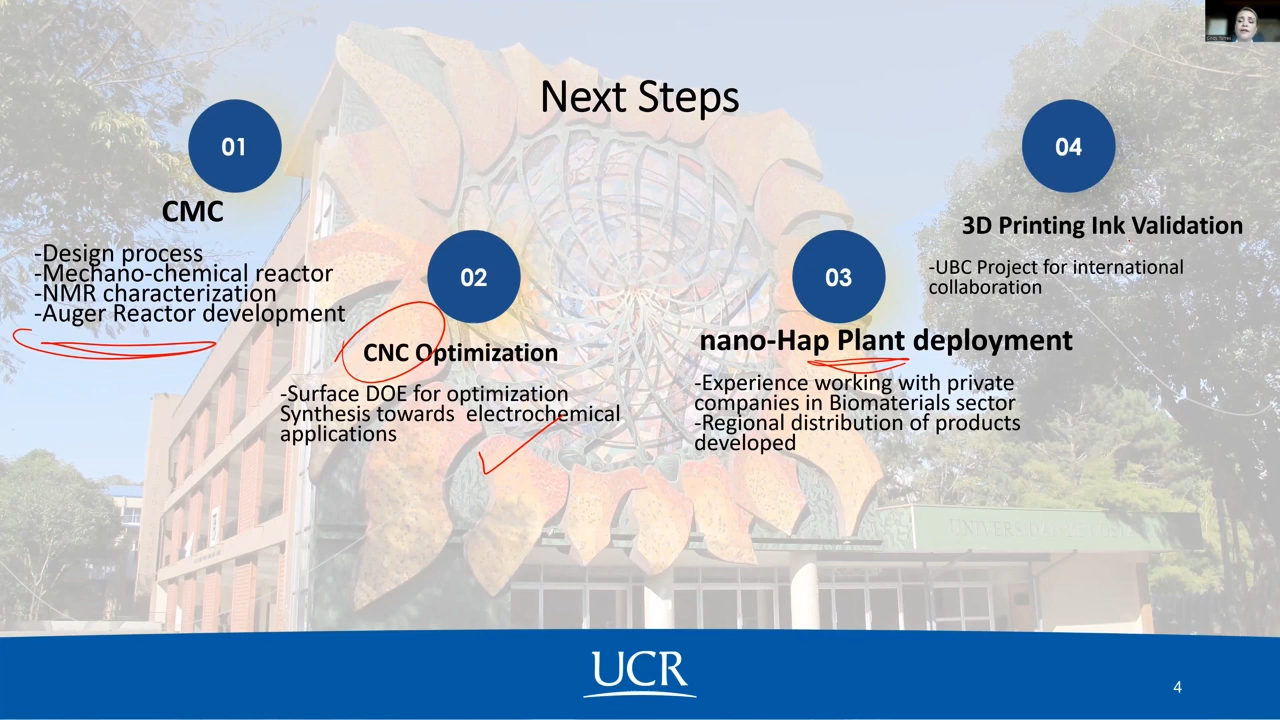 Next Steps
01
CMC
-Design process
-Mechano-chemical reactor
-NMR characterization
-Auger Reactor development
02
CNC Optimization
-Surface DOE for optimization
Synthesis towards  electrochemical
applications
03
nano-Hap Plant deployment
-Experience working with private
companies in Biomaterials sector
-Regional distribution of products
developed
04
3D Printing Ink Validation
-UBC Project for international
collaboration
UCR
4